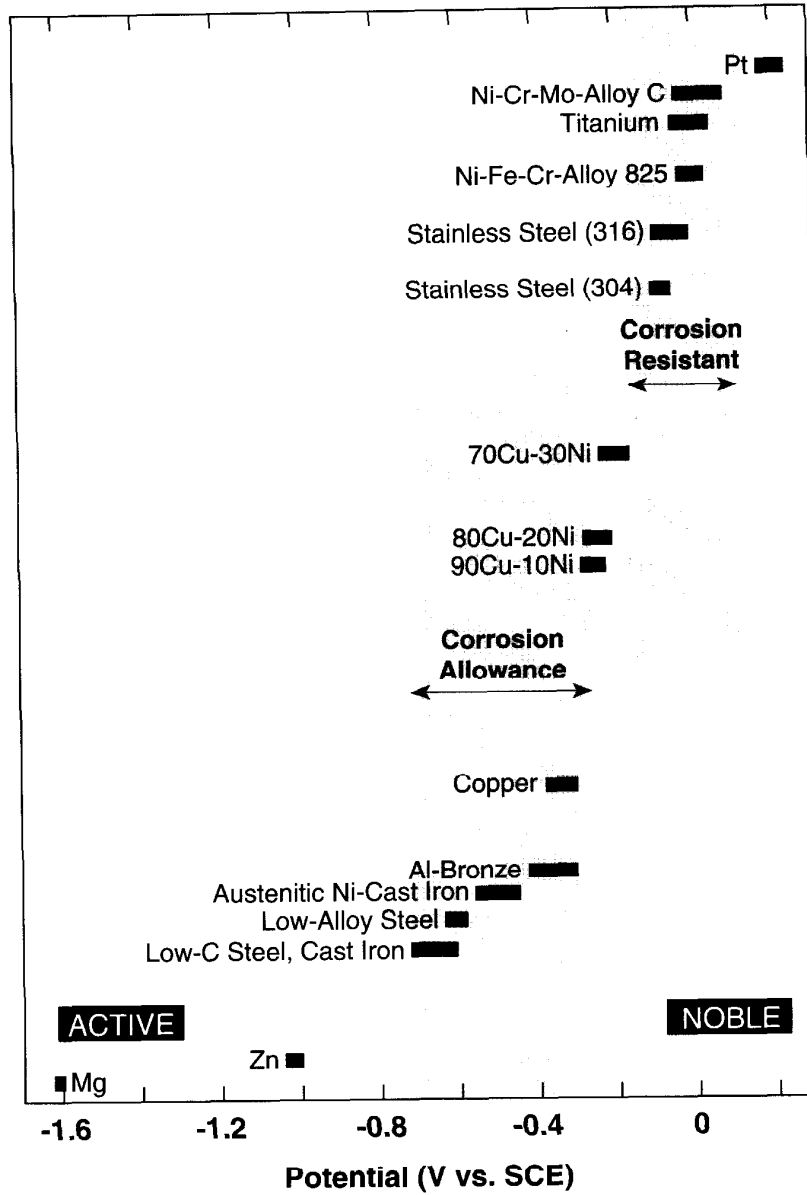 Pt
Ni-Cr-Mo-Alloy C
Titanium
Ni-Fe-Cr-Alloy 825
Stainless Steel (316)
Stainless Steel (304)
Corrosion
Resistant
70Cu-30Ni
80Cu-20Ni
90Cu-10Ni
Corrosion
Allowance
Copper
Al-Bronze
Austenitic Ni-Cast Iron
Low-Alloy Steel
Low-C Steel, Cast Iron
ACTIVE
NOBLE
Zn
Mg
-1.6 -1.2 -0.8 -0.4 0
Potential (V vs. SCE)